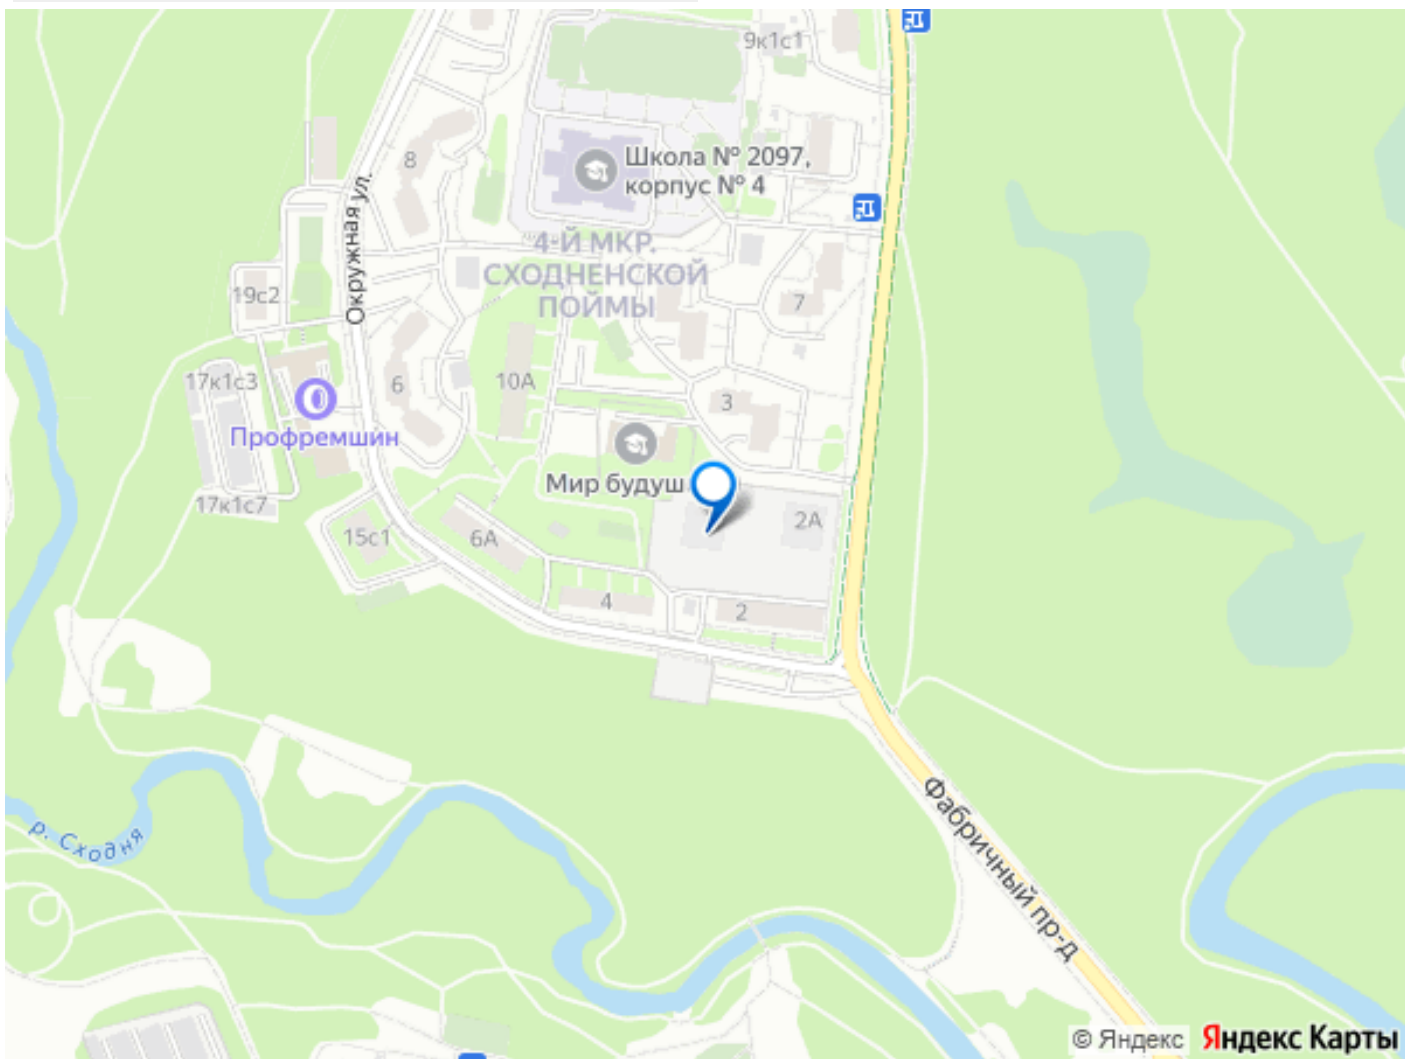 9к1с1
Школа № 2097,
корпус № 4
8
Окружная ул.
4-Й МКР.
СХОДНЕНСКОЙ
ПОЙМЫ
19с2
7
17к1с3
6
10А
3
Профремшин
Мир будущ
17к1с7
15с1
6А
2А
4
2
Фабричный пр-д
р. Сходня
© Яндекс Яндекс Карты